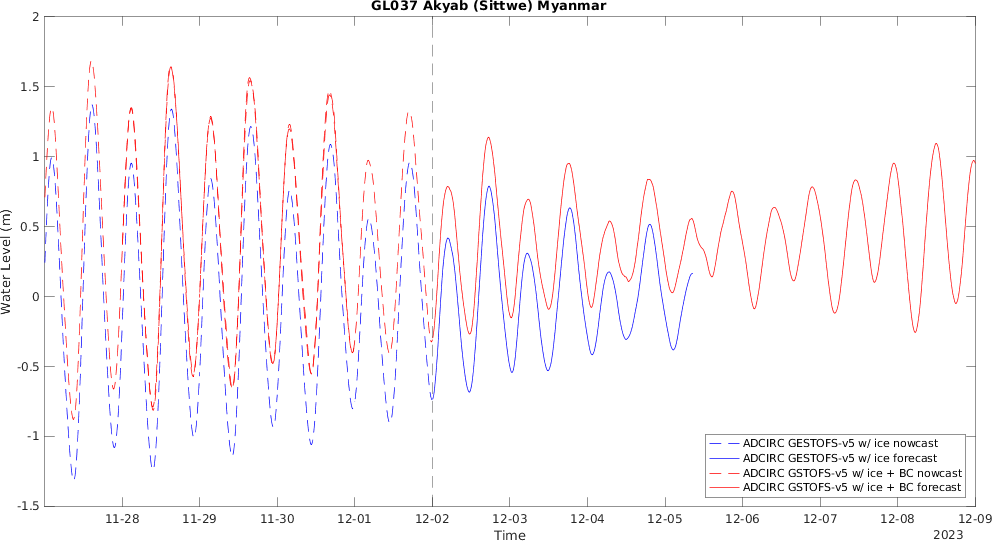 GL037 Akyab (Sittwe) Myanmar
2
1.5
1
0.5
0
-0.5
-1
-1.5
Water Level (m)
11-28 11-29 11-30 12-01 12-02 12-03 12-04 12-05 12-06 12-07 12-08 12-09
Time
2023
ADCIRC GESTOFS-v5 w/ ice nowcast
ADCIRC GESTOFS-v5 w/ ice forecast
ADCIRC GSTOFS-v5 w/ ice + BC nowcast
ADCIRC GSTOFS-v5 w/ ice + BC forecast